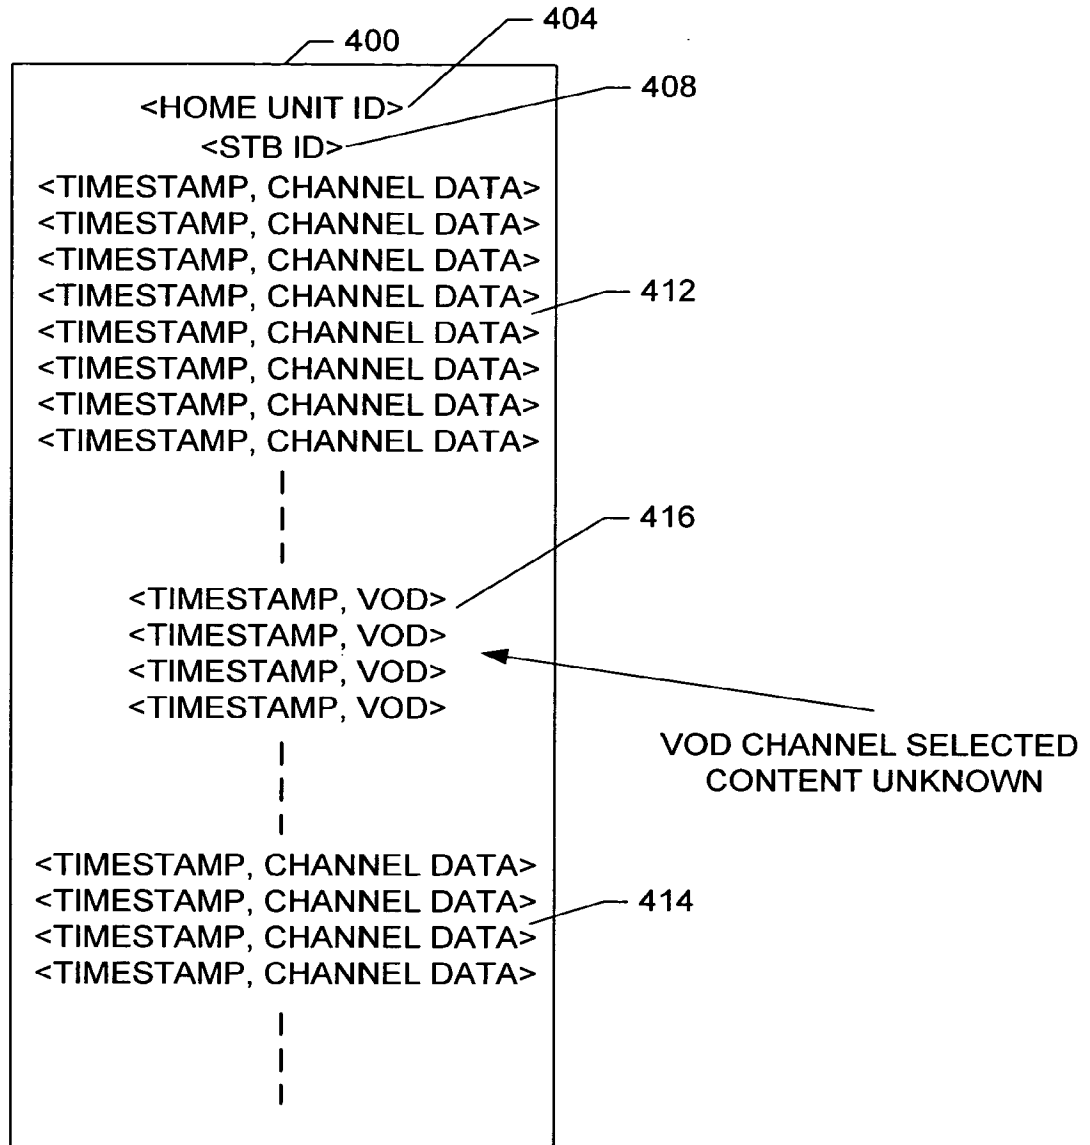 404
400
408
<HOME UNIT ID>
<STB ID>
<TIMESTAMP, CHANNEL DATA>
<TIMESTAMP, CHANNEL DATA>
<TIMESTAMP, CHANNEL DATA>
<TIMESTAMP, CHANNEL DATA>
412
<TIMESTAMP, CHANNEL DATA>
<TIMESTAMP, CHANNEL DATA>
<TIMESTAMP, CHANNEL DATA>
<TIMESTAMP, CHANNEL DATA>
416
<TIMESTAMP, VOD>
<TIMESTAMP, VOD>
<TIMESTAMP, VOD>
<TIMESTAMP, VOD>
VOD CHANNEL SELECTED
CONTENT UNKNOWN
<TIMESTAMP, CHANNEL DATA>
<TIMESTAMP, CHANNEL DATA>
414
<TIMESTAMP, CHANNEL DATA>
<TIMESTAMP, CHANNEL DATA>